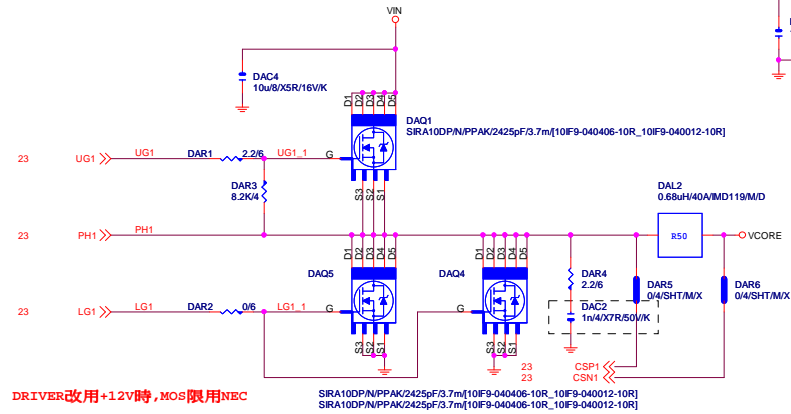 VIN
DAC4
10u/8/X5R/16V/K
D1
D2
D3
D4
D5
DAQ1
SIRA10DP/N/PPAK/2425pF/3.7m/[10IF9-040406-10R_10IF9-040012-10R]
23
UG1
UG1
DAR1
2.2/6
UG1_1
G
S3
S2
S1
DAR3
8.2K/4
DAL2
0.68uH/40A/IMD119/M/D
R50
VCORE
23
PH1
PH1
D1
D2
D3
D4
D5
D1
D2
D3
D4
D5
DAQ5
DAQ4
DAR4
2.2/6
DAR5
0/4/SHT/M/X
DAR6
0/4/SHT/M/X
23
LG1
LG1
DAR2
0/6
LG1_1
G
G
DAC2
1n/4/X7R/50V/K
S3
S2
S1
S3
S2
S1
23
CSP1
23
CSN1
DRIVER改用+12V時,MOS限用NEC
SIRA10DP/N/PPAK/2425pF/3.7m/[10IF9-040406-10R_10IF9-040012-10R]
SIRA10DP/N/PPAK/2425pF/3.7m/[10IF9-040406-10R_10IF9-040012-10R]